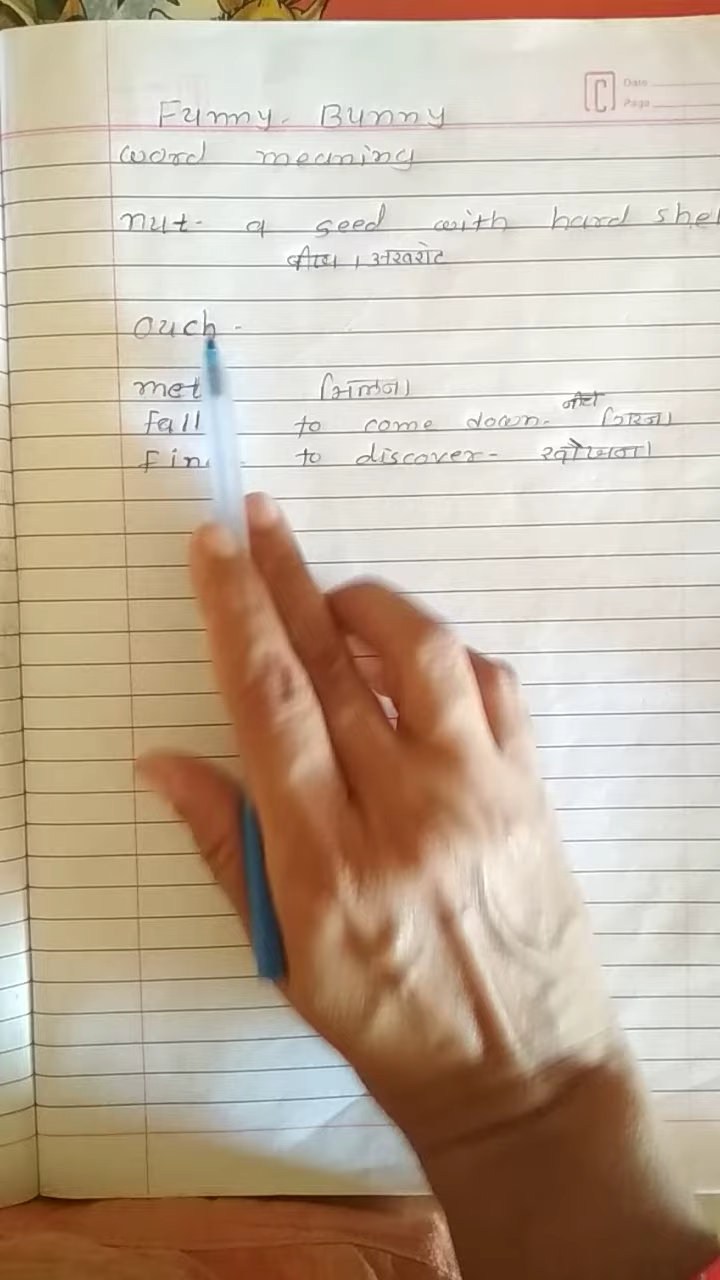 C Date
Page
Funny. Bunny
word meaning
nut- a seed with hard shel
बीज। अखरोट
ouch -
met मिलना
fall to come down. गिरना
Fin to discover- खोजना